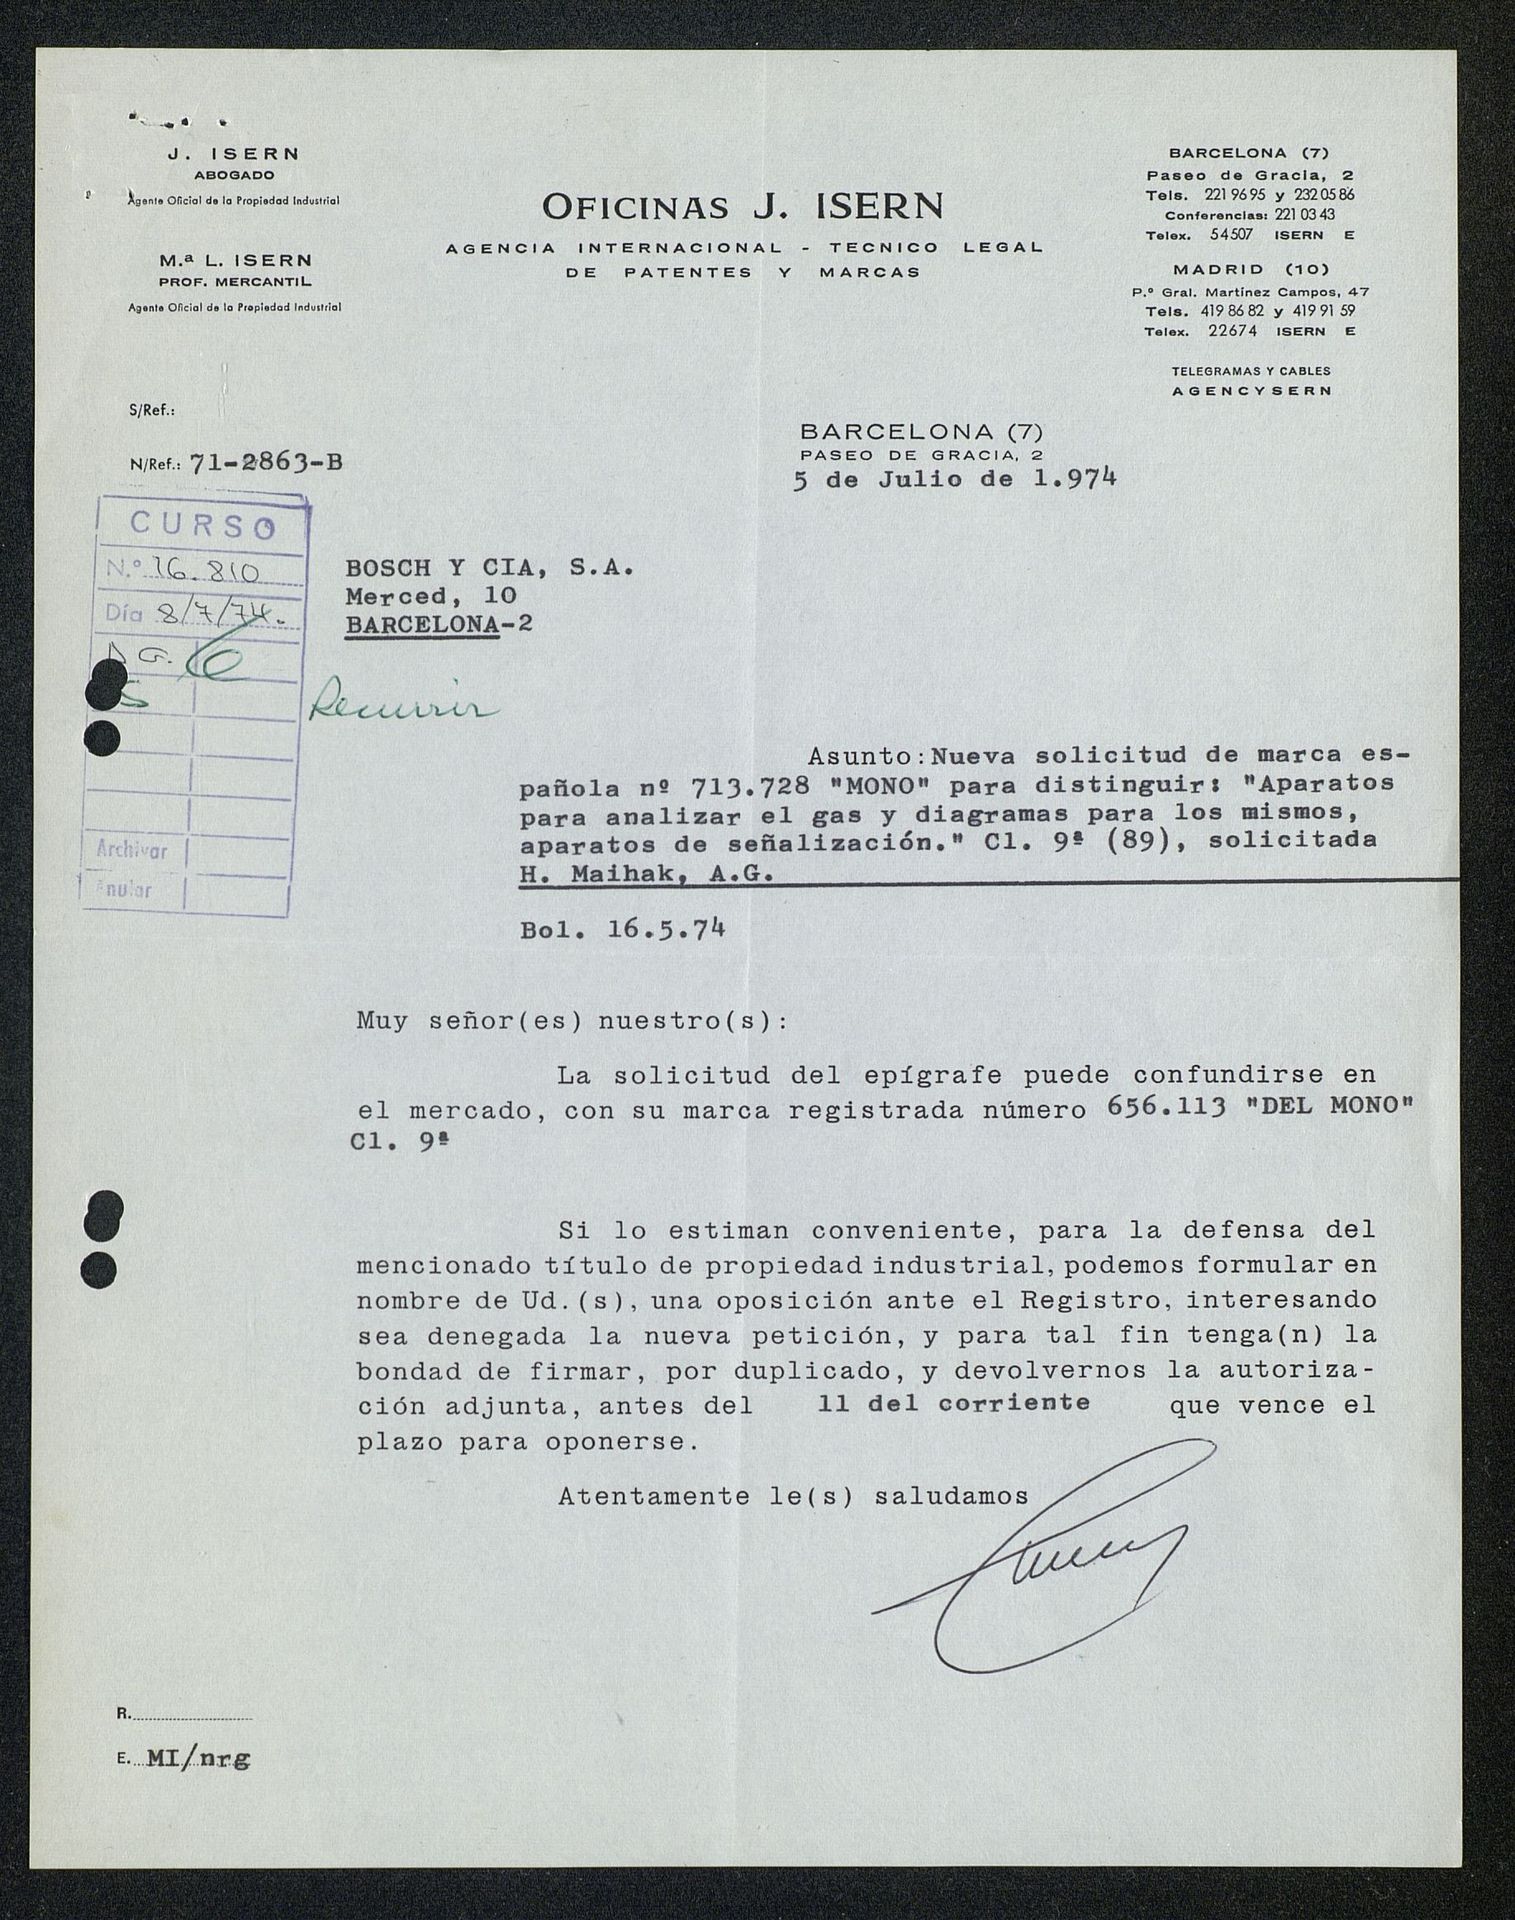 J. ISERN
ABOGADO
Agente Oficial de la Propiedad Industrial
M.ª L. ISERN
PROF. MERCANTIL
Agente Oficial de la Propiedad Industrial
OFICINAS J. ISERN
AGENCIA INTERNACIONAL - TECNICO LEGAL
DE PATENTES Y MARCAS
BARCELONA (7)
Paseo de Gracia, 2
Tels. 221 96 95 y 232 05 86
Conferencias: 221 03 43
Telex. 54507 ISERN E
MADRID (10)
P.º Gral. Martínez Campos, 47
Tels. 419 86 82 y 419 91 59
Telex. 22674 ISERN E
TELEGRAMAS Y CABLES
AGENCYSERN
S/Ref.:
N/Ref.: 71-2863-B
BARCELONA (7)
PASEO DE GRACIA, 2
5 de Julio de 1.974
CURSO
N.º 16.810
Día 8/7/74.
D G.
S
Archivar
Anular
BOSCH Y CIA, S.A.
Merced, 10
BARCELONA-2
Recurrir
Asunto: Nueva solicitud de marca es-
pañola nº 713.728 "MONO" para distinguir: "Aparatos
para analizar el gas y diagramas para los mismos,
aparatos de señalización." Cl. 9ª (89), solicitada
H. Maihak, A.G.
Bol. 16.5.74
Muy señor(es) nuestro(s):
La solicitud del epígrafe puede confundirse en
el mercado, con su marca registrada número 656.113 "DEL MONO"
Cl. 9ª
Si lo estiman conveniente, para la defensa del
mencionado título de propiedad industrial, podemos formular en
nombre de Ud.(s), una oposición ante el Registro, interesando
sea denegada la nueva petición, y para tal fin tenga(n) la
bondad de firmar, por duplicado, y devolvernos la autoriza-
ción adjunta, antes del 11 del corriente que vence el
plazo para oponerse.
Atentamente le(s) saludamos
R.
E. MI/nrg